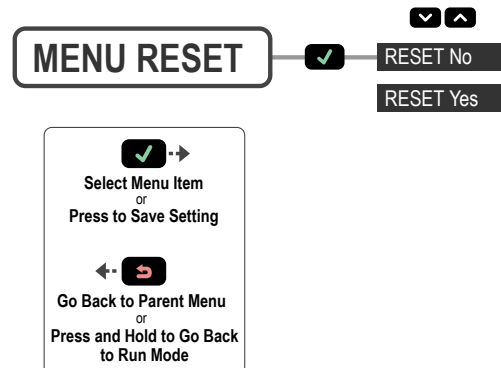 MENU RESET
RESET No
RESET Yes
Select Menu Item
or
Press to Save Setting
Go Back to Parent Menu
or
Press and Hold to Go Back
to Run Mode